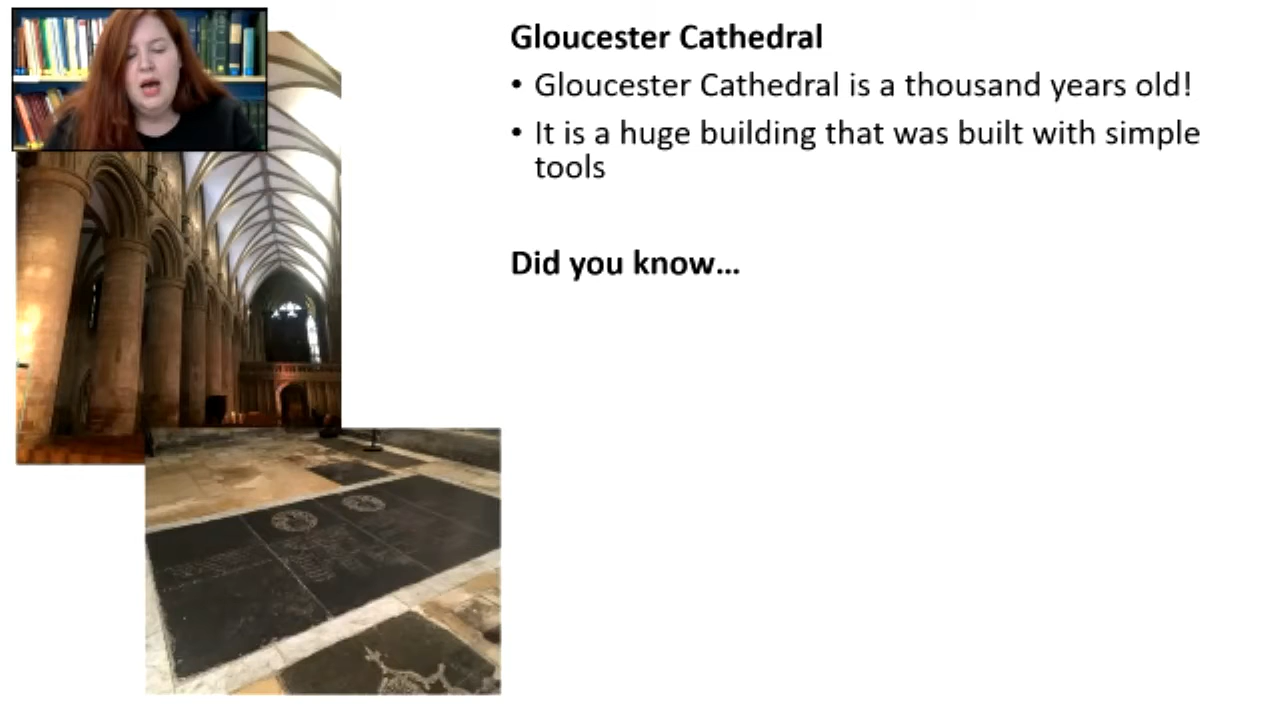 Gloucester Cathedral
• Gloucester Cathedral is a thousand years old!
• It is a huge building that was built with simple
tools
Did you know...